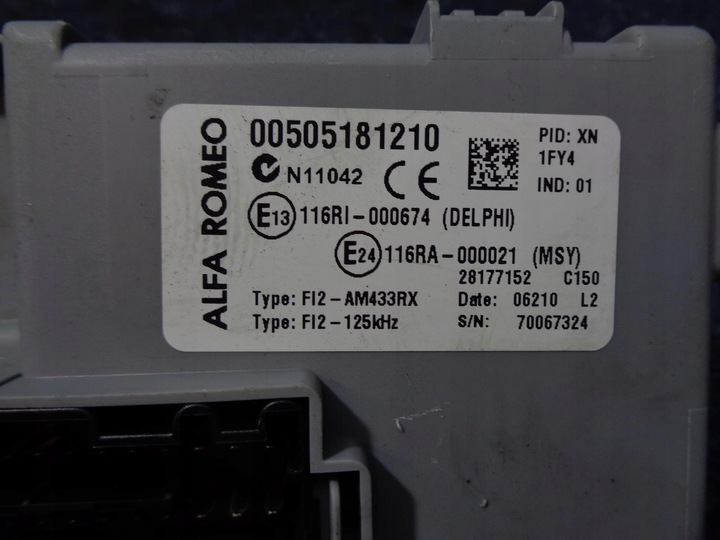 ALFA ROMEO
00505181210
N11042 CE
PID: XN
1FY4
IND: 01
E13 116RI-000674 (DELPHI)
E24 116RA-000021 (MSY)
28177152 C150
Type: FI2-AM433RX Date: 06210 L2
Type: FI2-125kHz S/N: 70067324